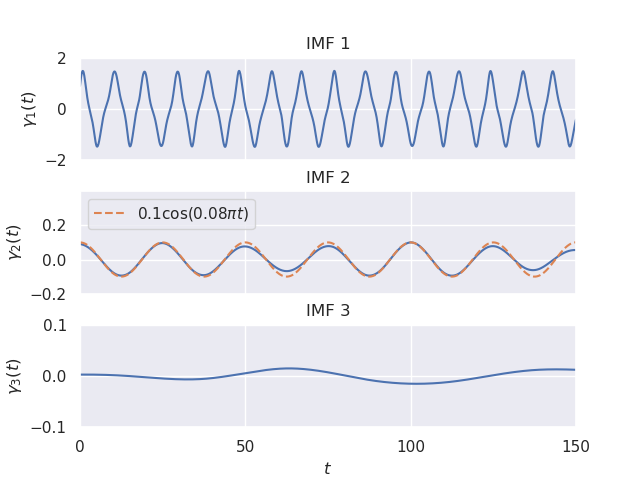 IMF 1
2
0
−2
γ₁(t)
IMF 2
0.1cos(0.08πt)
0.2
0.0
−0.2
γ₂(t)
IMF 3
0.1
0.0
−0.1
γ₃(t)
0 50 100 150
t